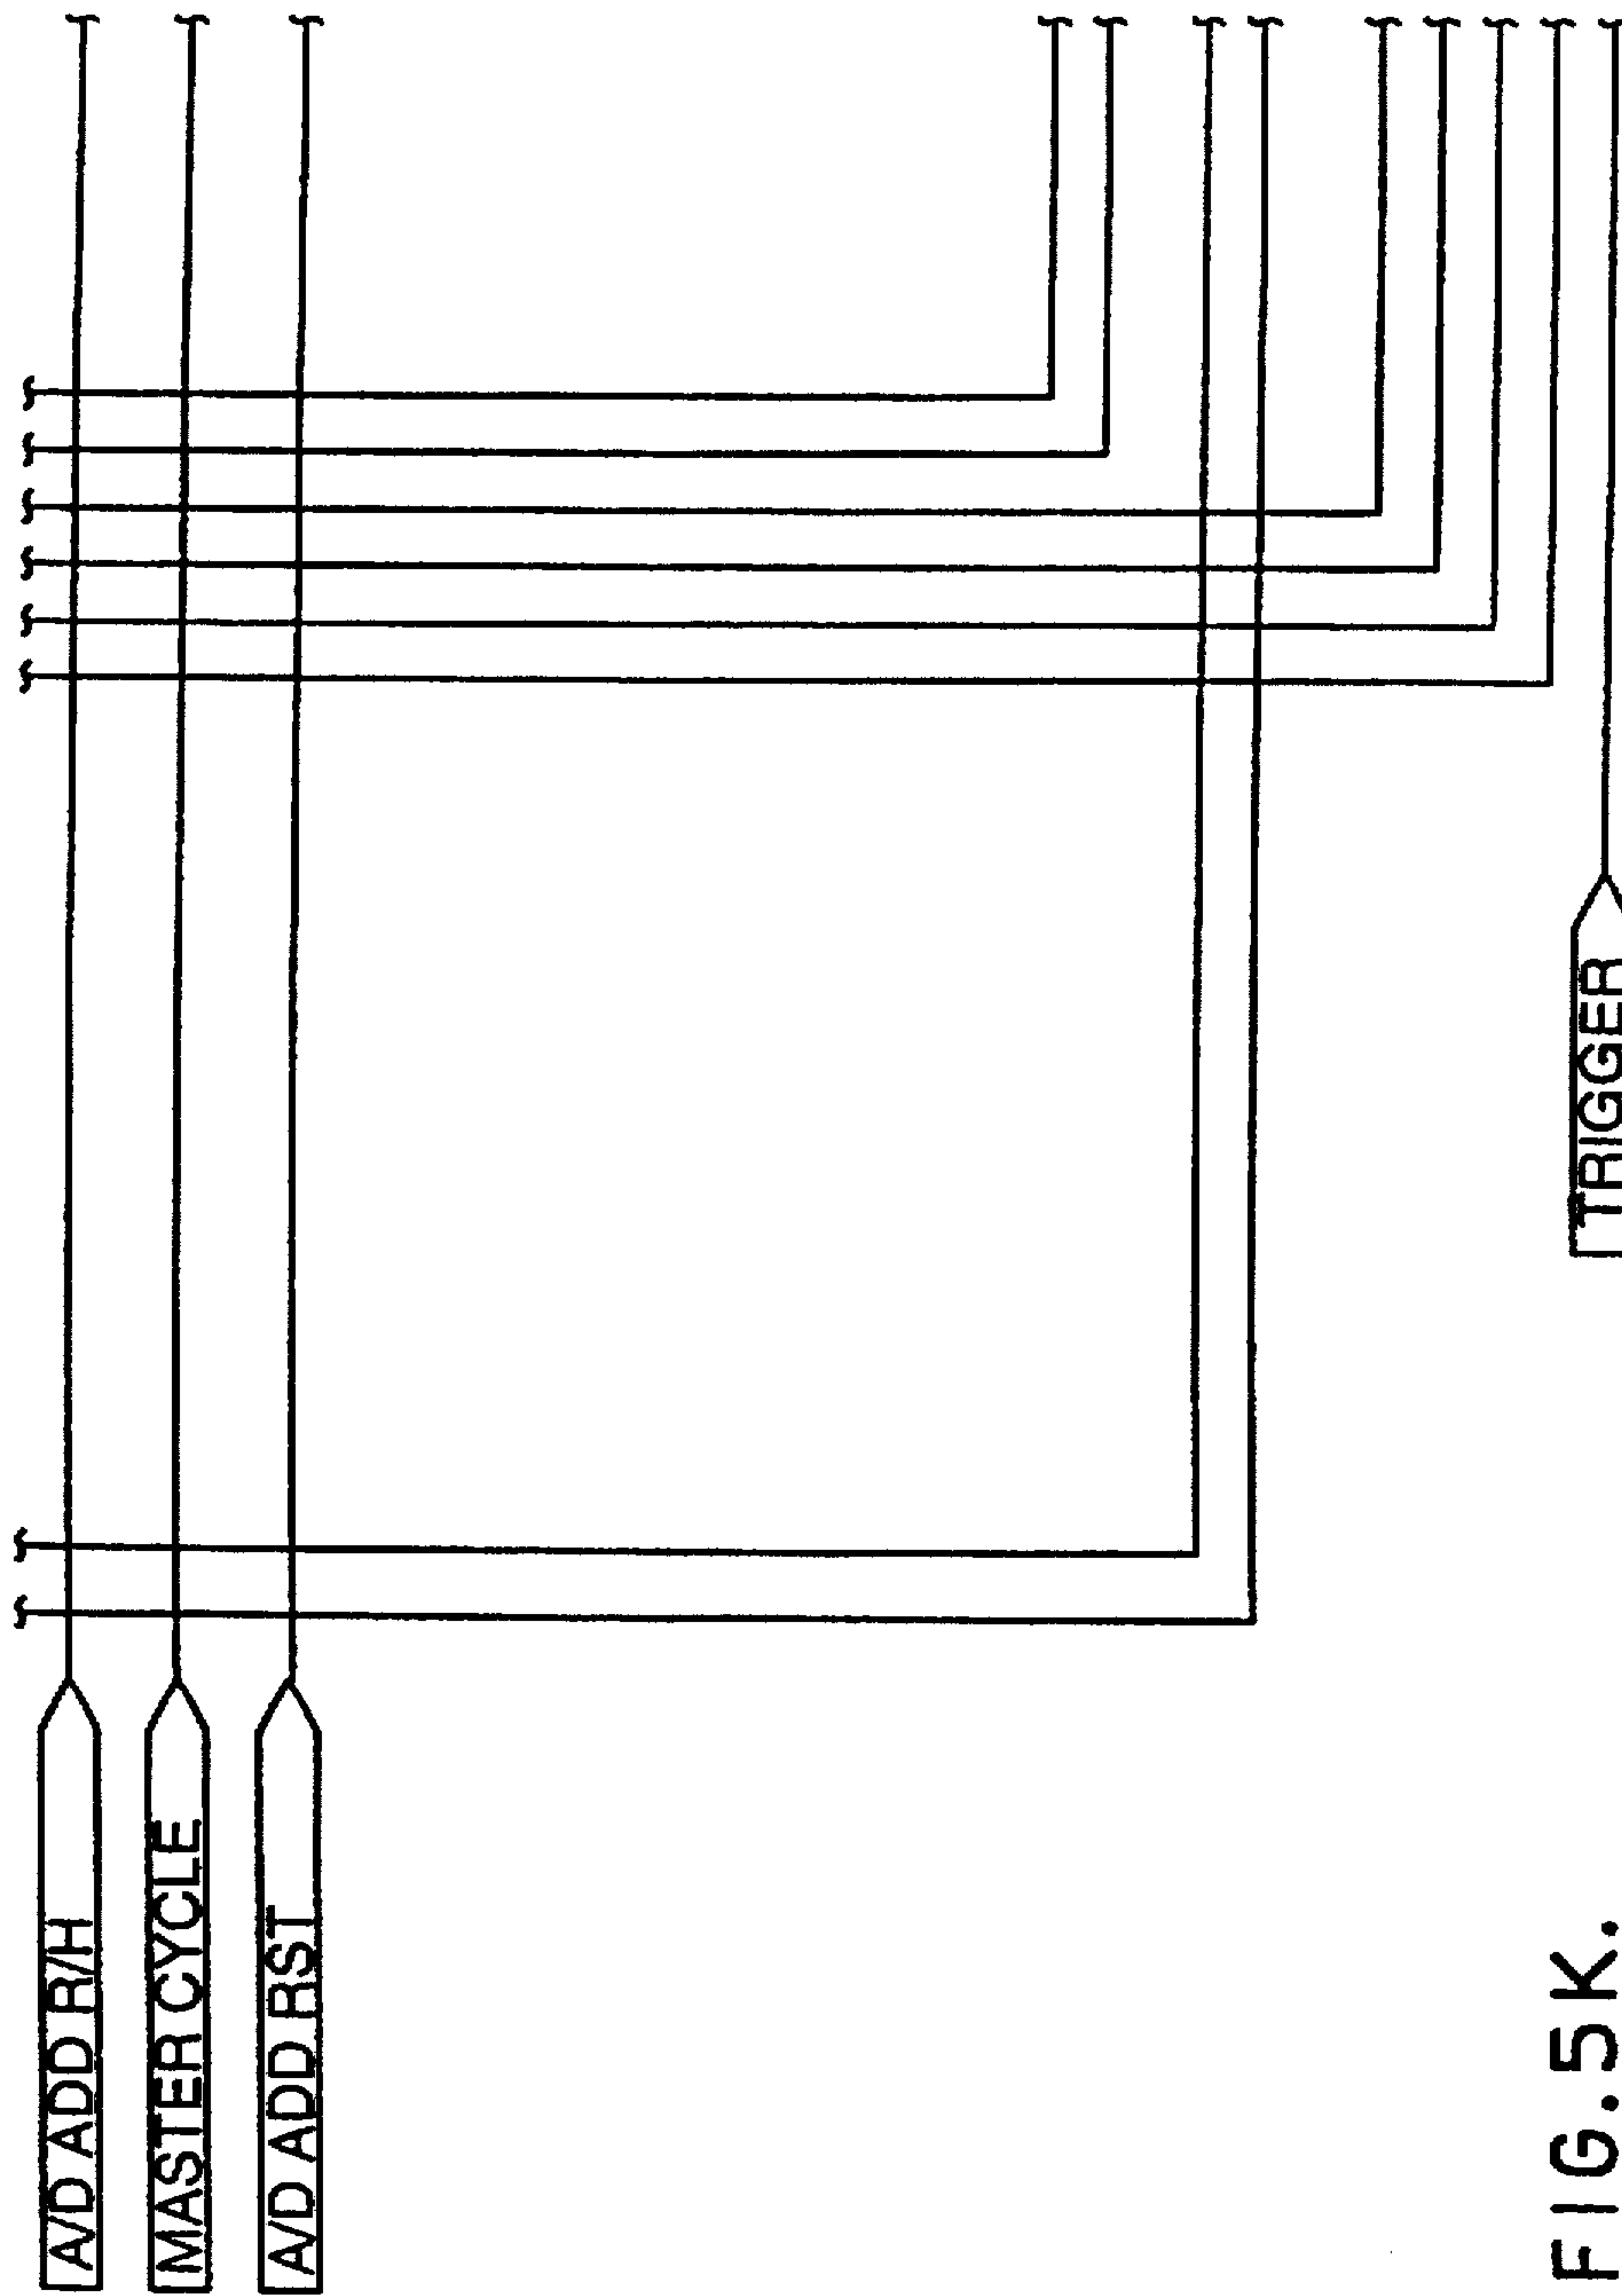 A/D ADD R/H
MASTER CYCLE
A/D ADD RST
TRIGGER
FIG.5K.